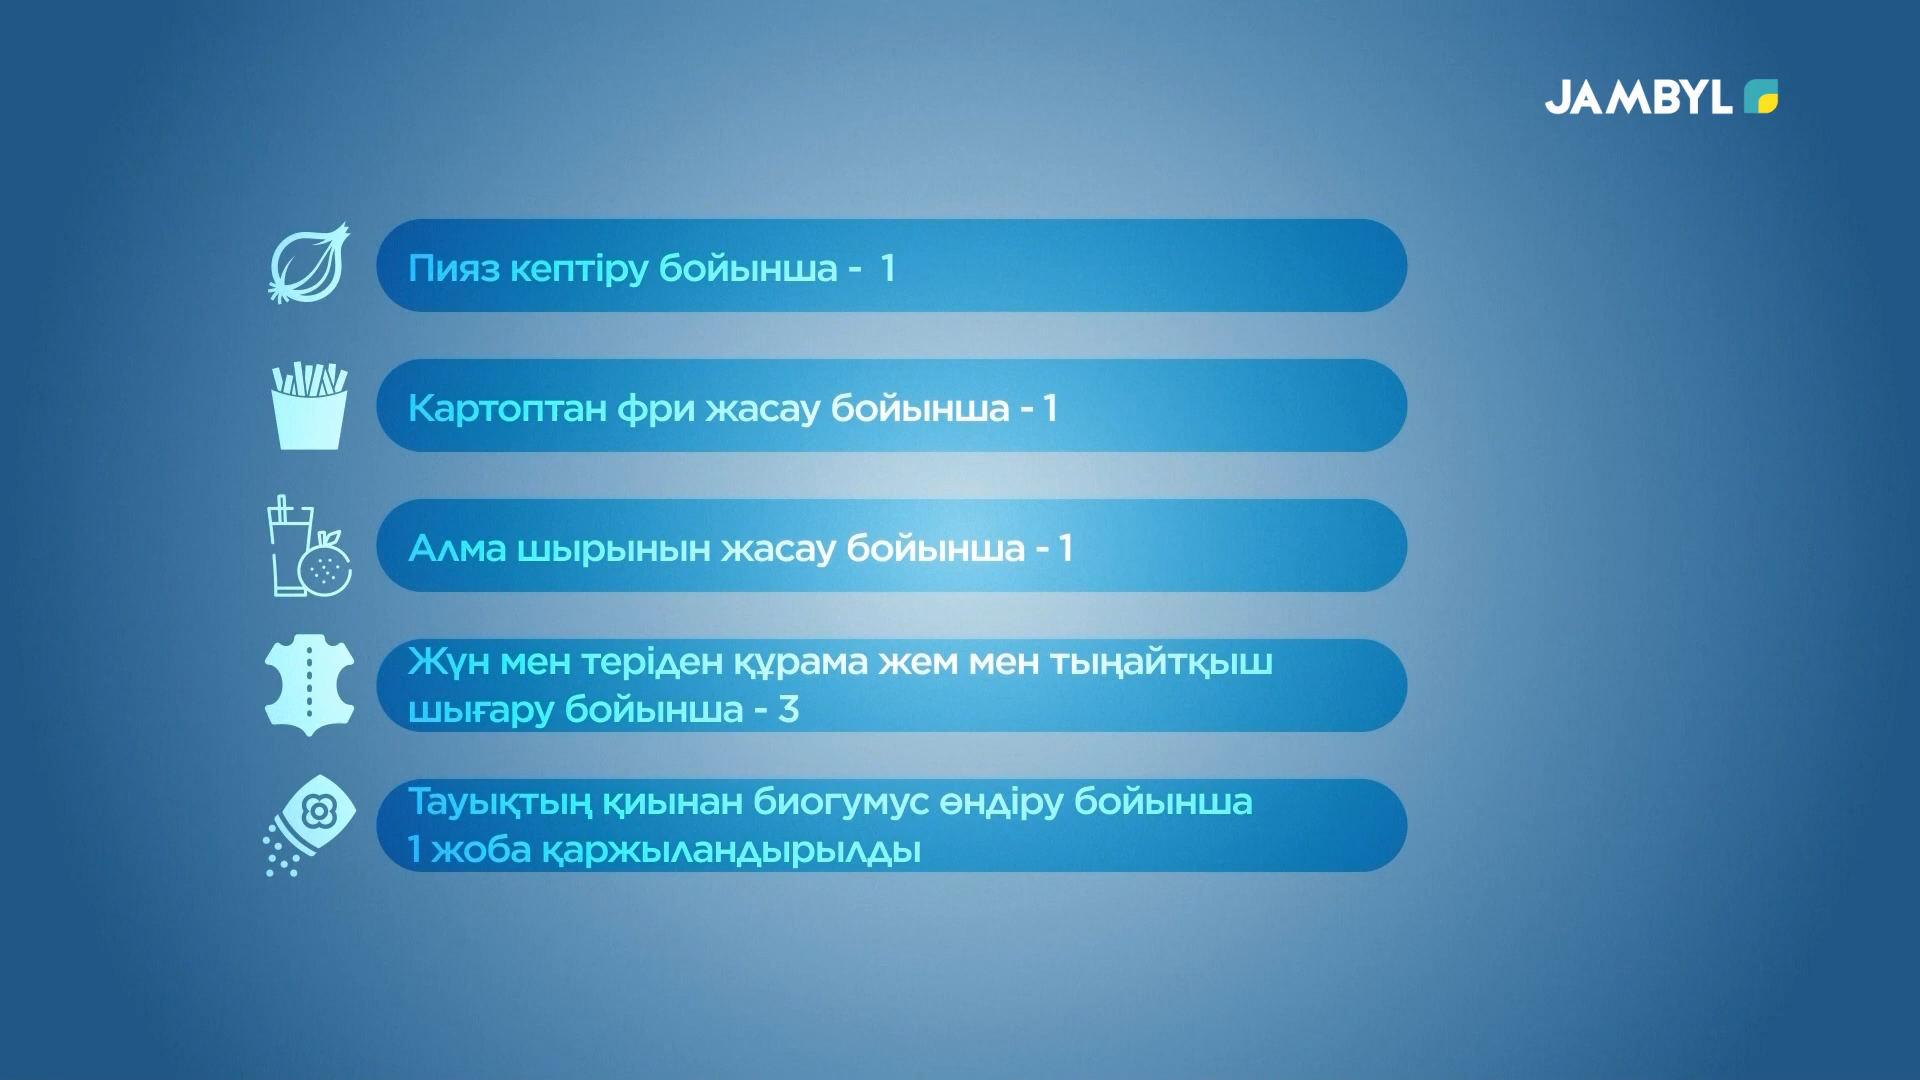 JAMBYL
Пияз кептіру бойынша - 1
Картоптан фри жасау бойынша - 1
Алма шырынын жасау бойынша - 1
Жүн мен теріден құрама жем мен тыңайтқыш
шығару бойынша - 3
Тауықтың қиынан биогумус өндіру бойынша
1 жоба қаржыландырылды